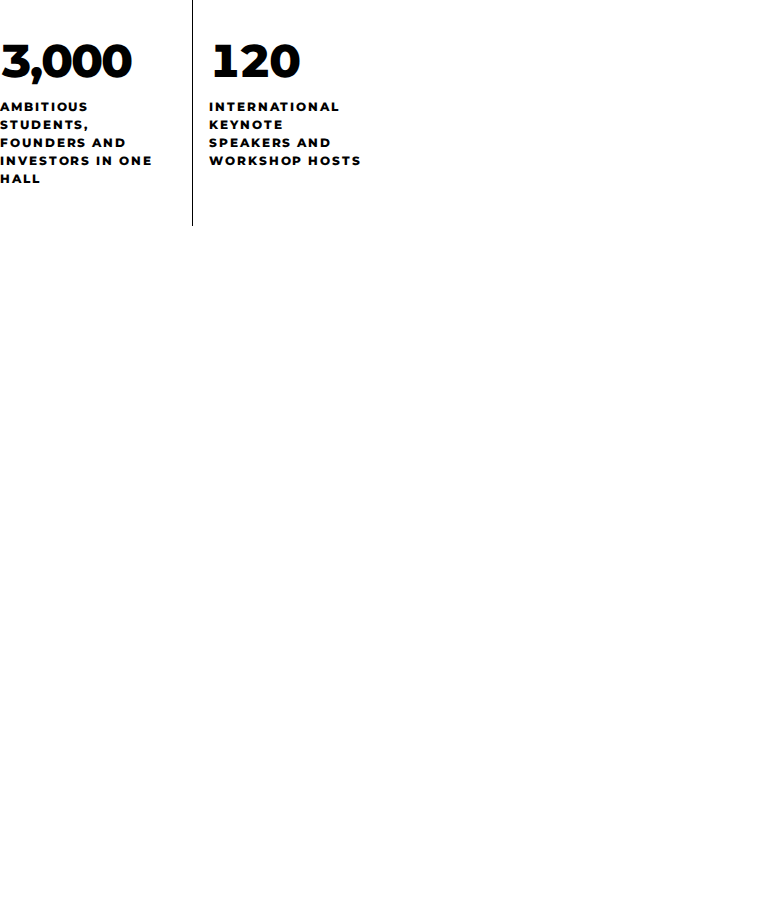 3,000
AMBITIOUS
STUDENTS,
FOUNDERS AND
INVESTORS IN ONE
HALL
120
INTERNATIONAL
KEYNOTE
SPEAKERS AND
WORKSHOP HOSTS